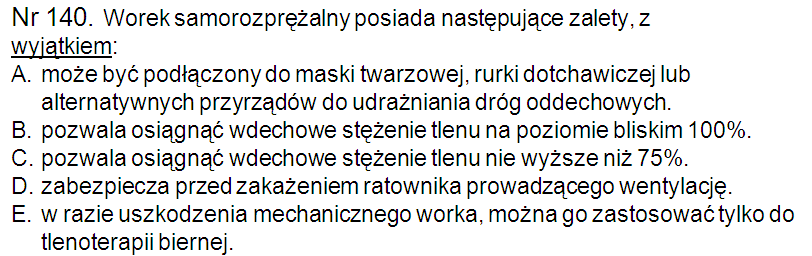 Nr 140. Worek samorozprężalny posiada następujące zalety, z
wyjątkiem:
A. może być podłączony do maski twarzowej, rurki dotchawiczej lub
alternatywnych przyrządów do udrażniania dróg oddechowych.
B. pozwala osiągnąć wdechowe stężenie tlenu na poziomie bliskim 100%.
C. pozwala osiągnąć wdechowe stężenie tlenu nie wyższe niż 75%.
D. zabezpiecza przed zakażeniem ratownika prowadzącego wentylację.
E. w razie uszkodzenia mechanicznego worka, można go zastosować tylko do
tlenoterapii biernej.